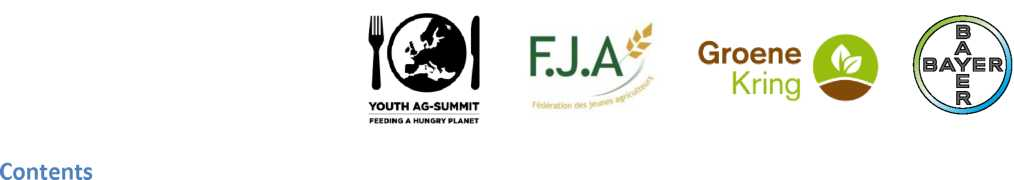 YOUTH AG-SUMMIT
FEEDING A HUNGRY PLANET
F.J.A
Fédération des jeunes agriculteurs
Groene
Kring
BAYER
BAYER
Contents